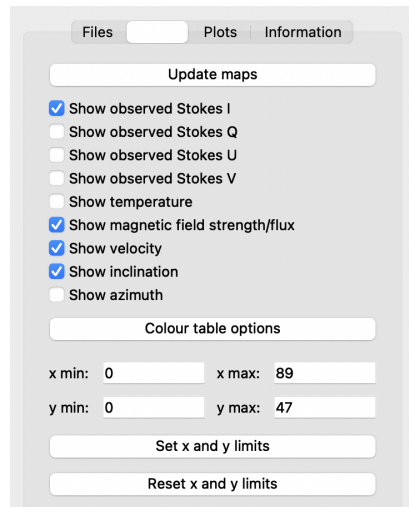 Files Plots Information
Update maps
Show observed Stokes I
Show observed Stokes Q
Show observed Stokes U
Show observed Stokes V
Show temperature
Show magnetic field strength/flux
Show velocity
Show inclination
Show azimuth
Colour table options
x min: 0 x max: 89
y min: 0 y max: 47
Set x and y limits
Reset x and y limits